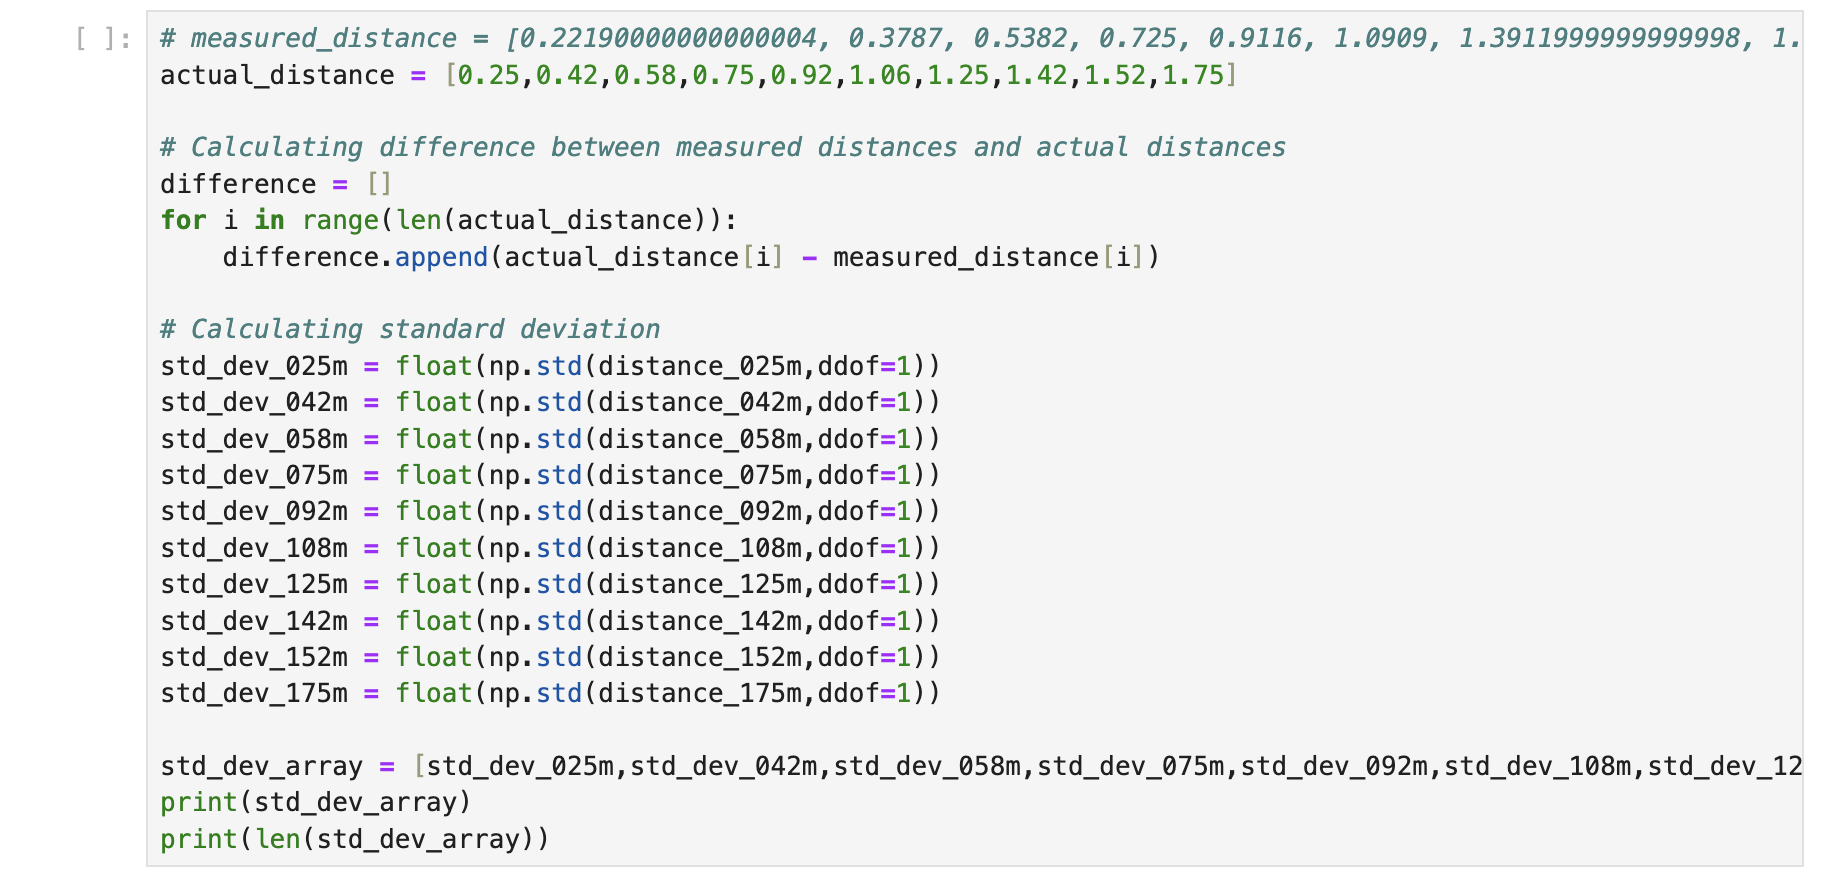 [ ]:
# measured_distance = [0.22190000000000004, 0.3787, 0.5382, 0.725, 0.9116, 1.0909, 1.3911999999999998, 1.
actual_distance = [0.25,0.42,0.58,0.75,0.92,1.06,1.25,1.42,1.52,1.75]
# Calculating difference between measured distances and actual distances
difference = []
for i in range(len(actual_distance)):
    difference.append(actual_distance[i] - measured_distance[i])
# Calculating standard deviation
std_dev_025m = float(np.std(distance_025m,ddof=1))
std_dev_042m = float(np.std(distance_042m,ddof=1))
std_dev_058m = float(np.std(distance_058m,ddof=1))
std_dev_075m = float(np.std(distance_075m,ddof=1))
std_dev_092m = float(np.std(distance_092m,ddof=1))
std_dev_108m = float(np.std(distance_108m,ddof=1))
std_dev_125m = float(np.std(distance_125m,ddof=1))
std_dev_142m = float(np.std(distance_142m,ddof=1))
std_dev_152m = float(np.std(distance_152m,ddof=1))
std_dev_175m = float(np.std(distance_175m,ddof=1))
std_dev_array = [std_dev_025m,std_dev_042m,std_dev_058m,std_dev_075m,std_dev_092m,std_dev_108m,std_dev_12
print(std_dev_array)
print(len(std_dev_array))